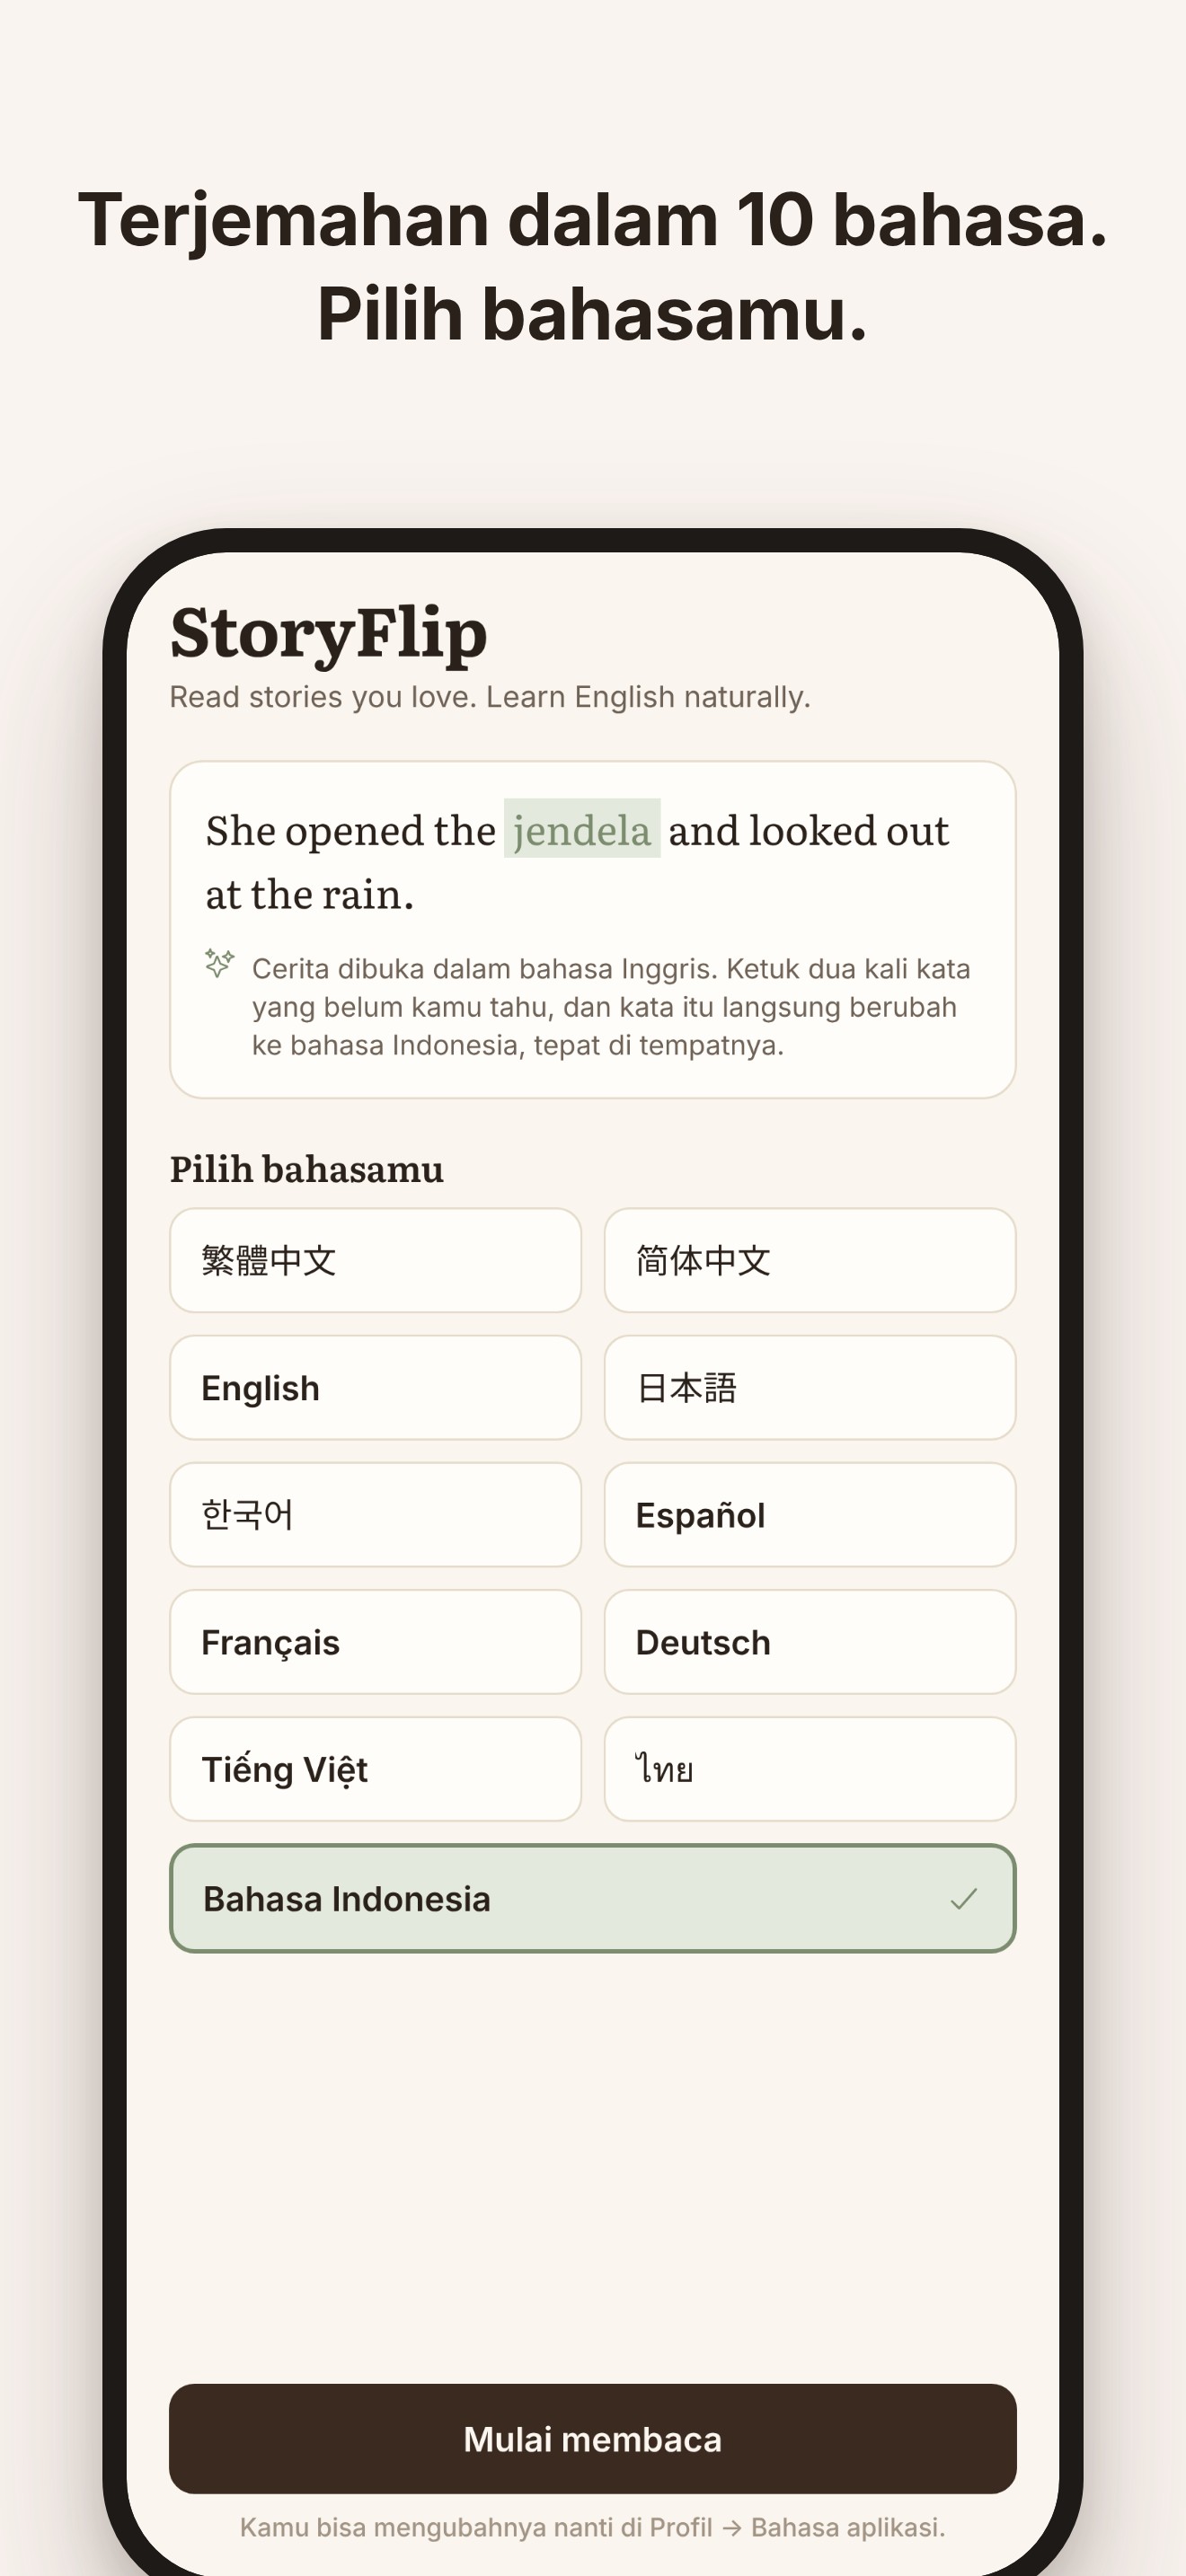 Terjemahan dalam 10 bahasa.
Pilih bahasamu.
StoryFlip
Read stories you love. Learn English naturally.
She opened the jendela and looked out
at the rain.
Cerita dibuka dalam bahasa Inggris. Ketuk dua kali kata
yang belum kamu tahu, dan kata itu langsung berubah
ke bahasa Indonesia, tepat di tempatnya.
Pilih bahasamu
繁體中文
简体中文
English
日本語
한국어
Español
Français
Deutsch
Tiếng Việt
ไทย
Bahasa Indonesia
Mulai membaca
Kamu bisa mengubahnya nanti di Profil → Bahasa aplikasi.